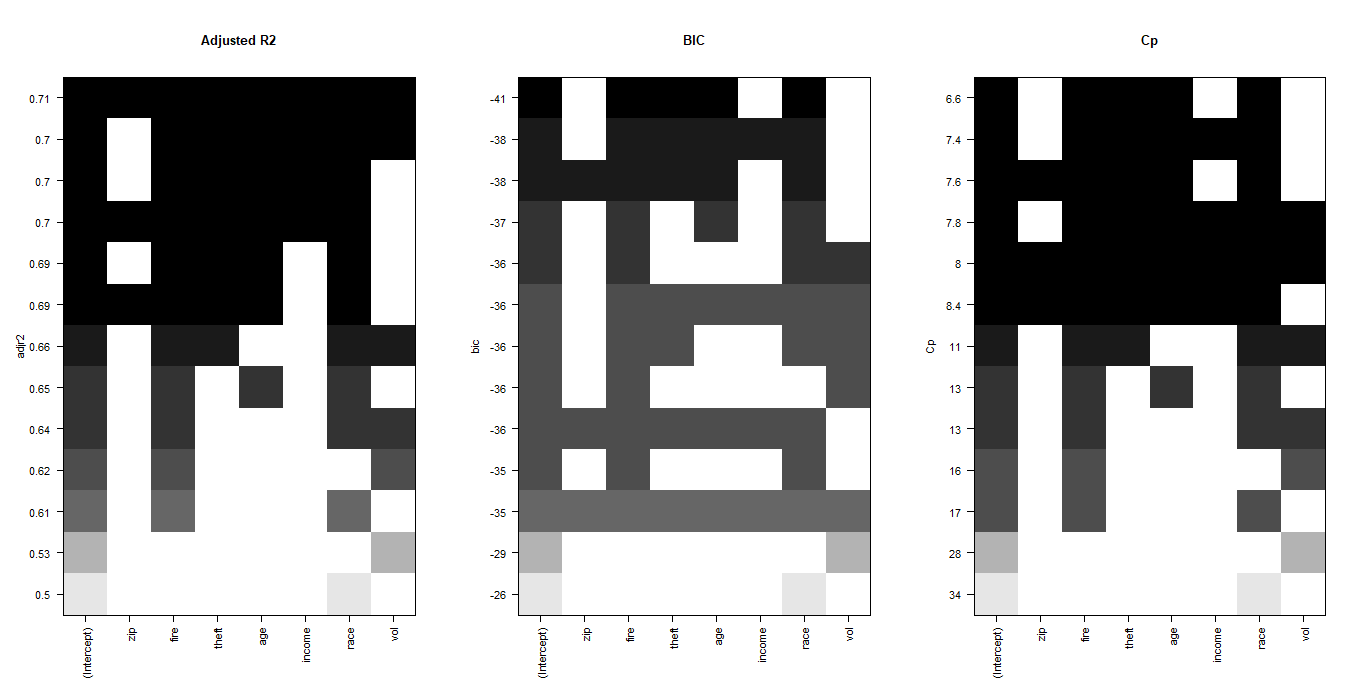 Adjusted R2
adjr2
0.71
0.7
0.7
0.7
0.69
0.69
0.66
0.65
0.64
0.62
0.61
0.53
0.5
(Intercept)
zip
fire
theft
age
income
race
vol
BIC
bic
-41
-38
-38
-37
-36
-36
-36
-36
-36
-35
-35
-29
-26
(Intercept)
zip
fire
theft
age
income
race
vol
Cp
Cp
6.6
7.4
7.6
7.8
8
8.4
11
13
13
16
17
28
34
(Intercept)
zip
fire
theft
age
income
race
vol